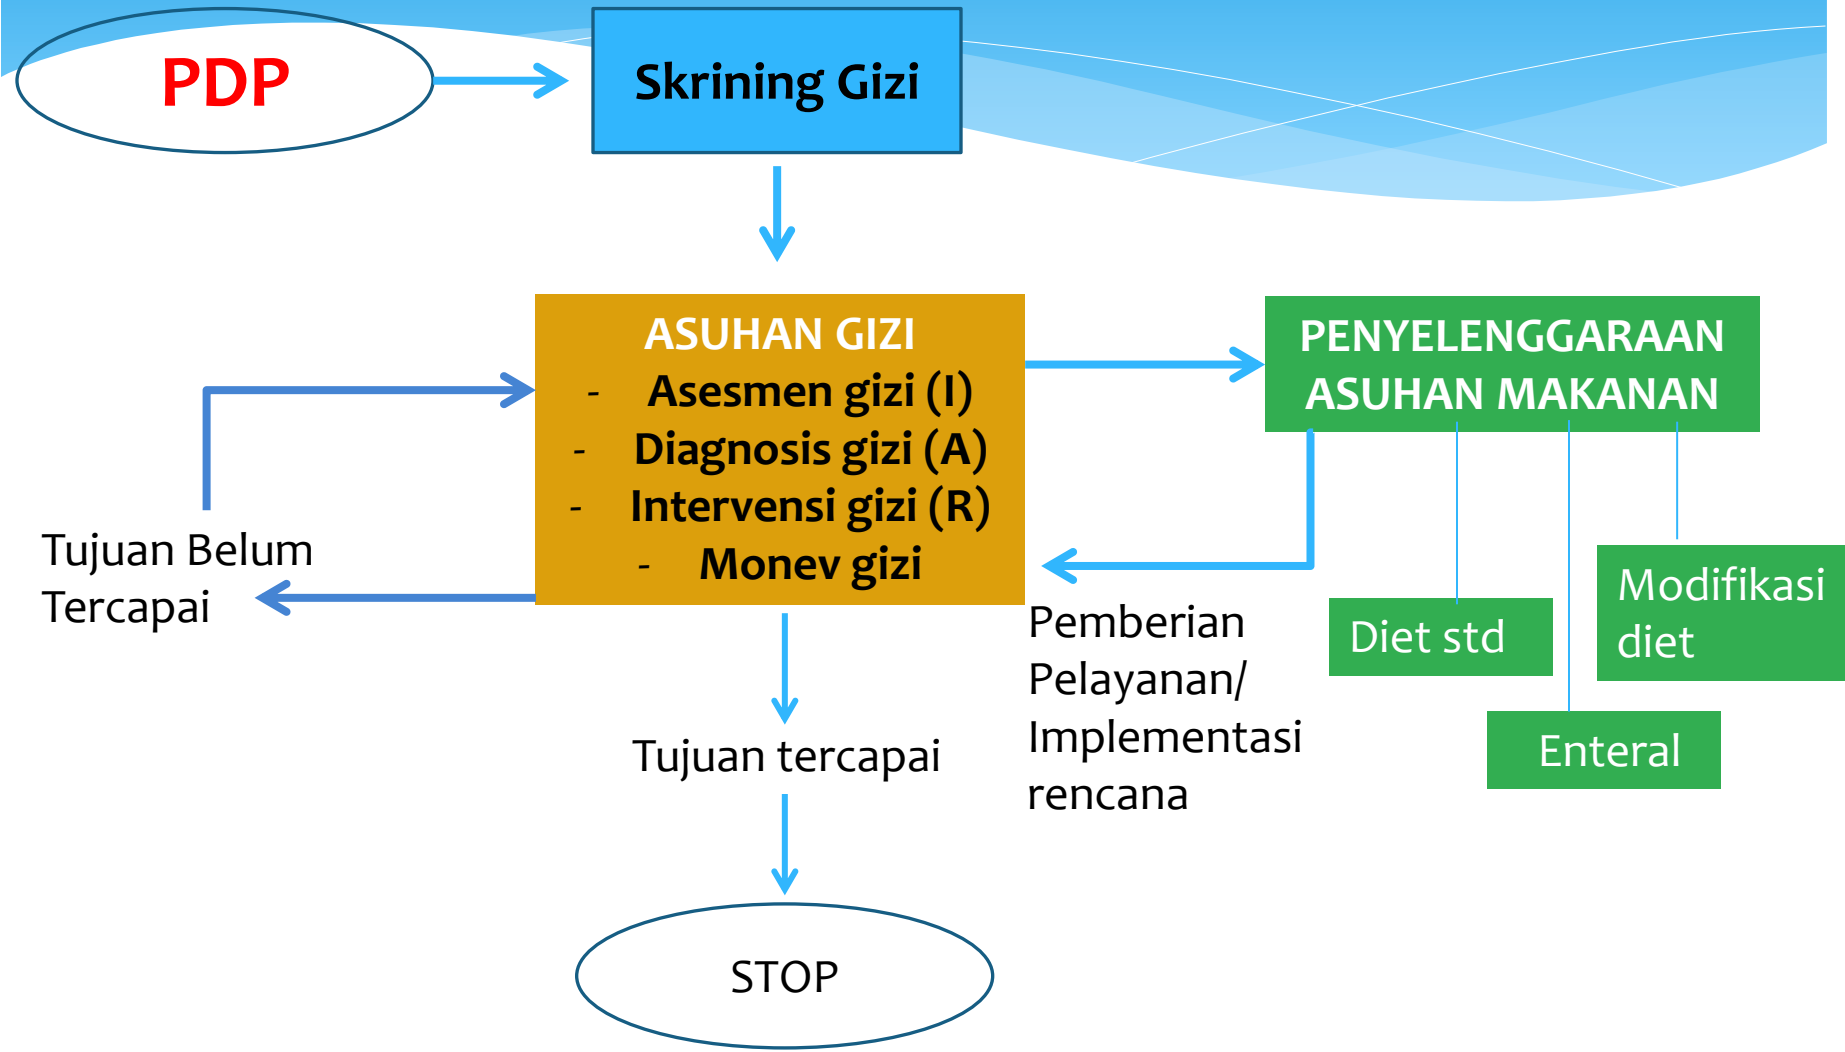 PDP
Skrining Gizi
ASUHAN GIZI
- Asesmen gizi (I)
- Diagnosis gizi (A)
- Intervensi gizi (R)
- Monev gizi
PENYELENGGARAAN
ASUHAN MAKANAN
Tujuan Belum
Tercapai
Pemberian
Pelayanan/
Implementasi
rencana
Diet std
Modifikasi
diet
Enteral
Tujuan tercapai
STOP